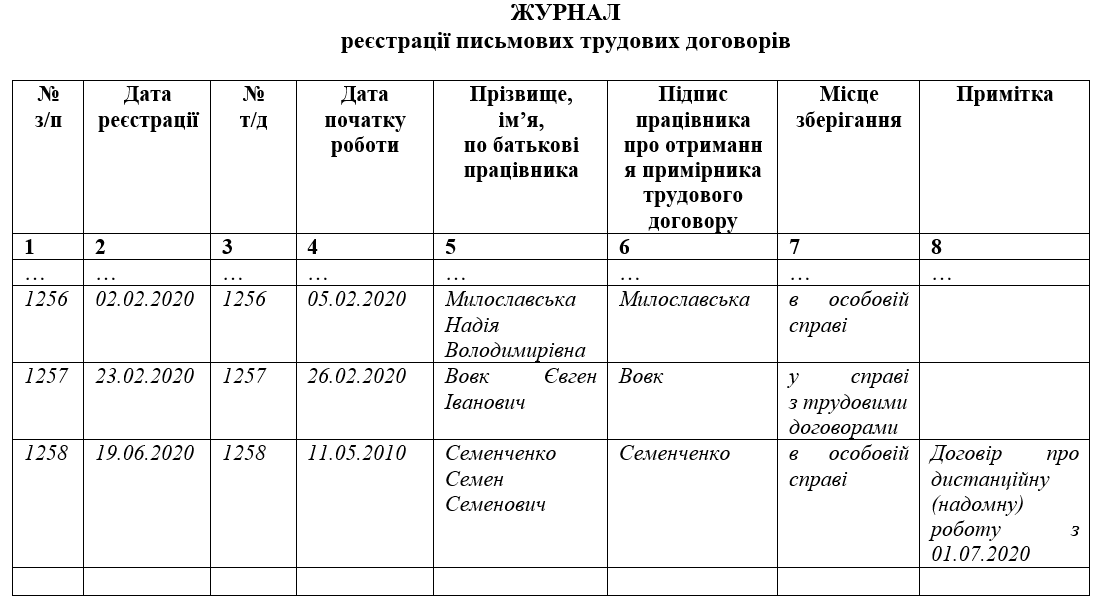 ЖУРНАЛ
реєстрації письмових трудових договорів
№ з/п | Дата реєстрації | № т/д | Дата початку роботи | Прізвище, ім’я, по батькові працівника | Підпис працівника про отриманн я примірника трудового договору | Місце зберігання | Примітка
1 | 2 | 3 | 4 | 5 | 6 | 7 | 8
… | … | … | … | … | … | … | …
1256 | 02.02.2020 | 1256 | 05.02.2020 | Милославська Надія Володимирівна | Милославська | в особовій справі |
1257 | 23.02.2020 | 1257 | 26.02.2020 | Вовк Євген Іванович | Вовк | у справі з трудовими договорами |
1258 | 19.06.2020 | 1258 | 11.05.2010 | Семенченко Семен Семенович | Семенченко | в особовій справі | Договір про дистанційну (надомну) роботу з 01.07.2020